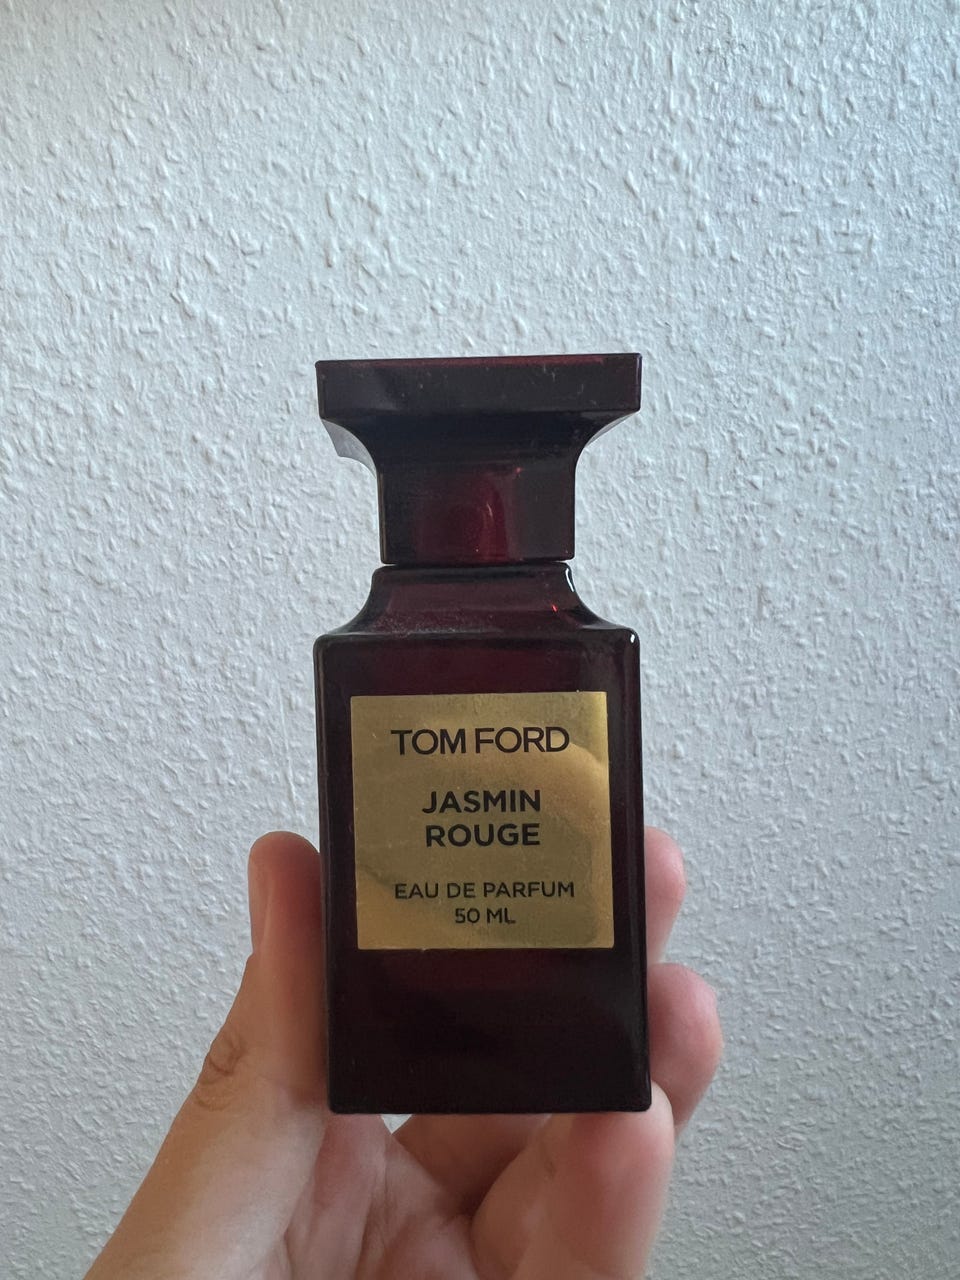 TOM FORD
JASMIN
ROUGE
EAU DE PARFUM
50 ML